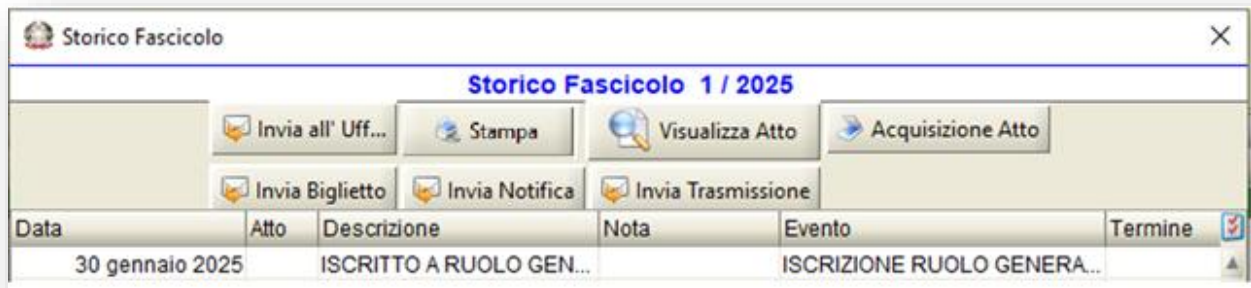 Storico Fascicolo
Storico Fascicolo 1 / 2025
Invia all' Uff... Stampa Visualizza Atto Acquisizione Atto
Invia Biglietto Invia Notifica Invia Trasmissione
Data Atto Descrizione Nota Evento Termine
30 gennaio 2025 ISCRITTO A RUOLO GEN... ISCRIZIONE RUOLO GENERA...